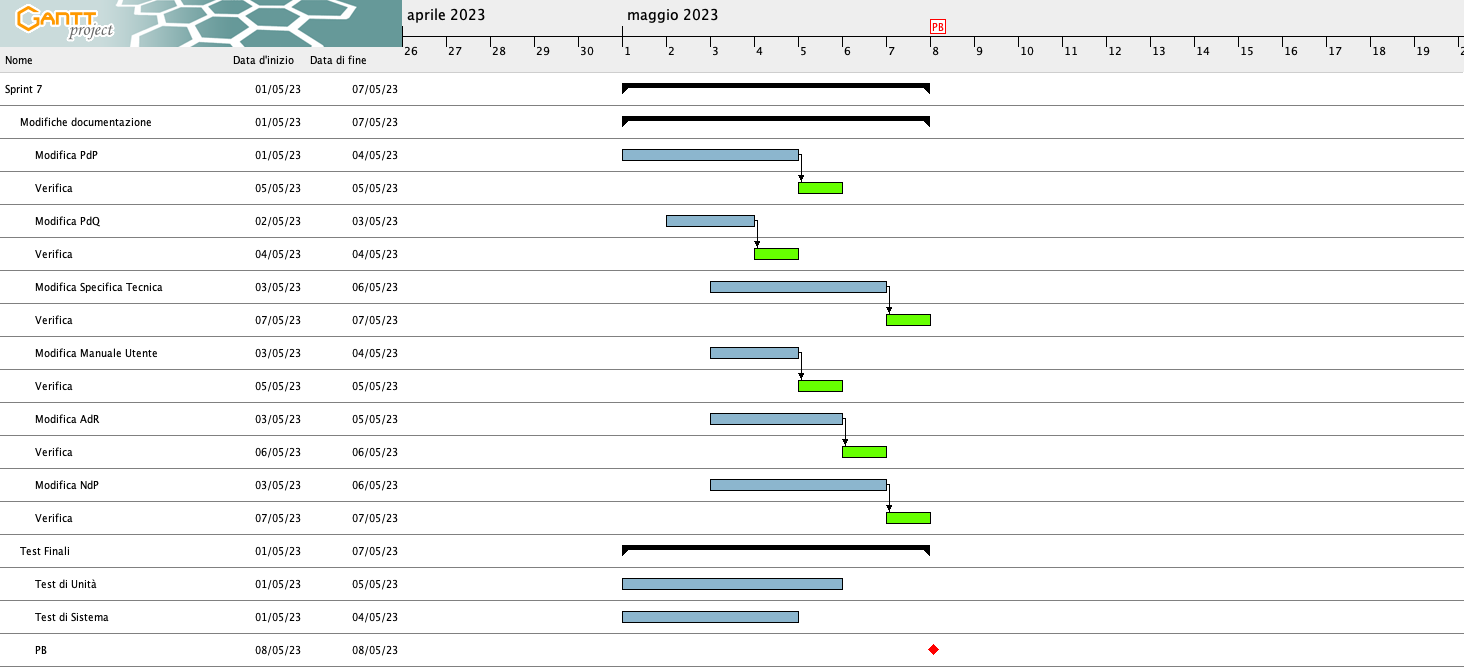 GANTT project
aprile 2023 maggio 2023
PB
26 27 28 29 30 1 2 3 4 5 6 7 8 9 10 11 12 13 14 15 16 17 18 19
Nome Data d'inizio Data di fine
Sprint 7 01/05/23 07/05/23
Modifiche documentazione 01/05/23 07/05/23
Modifica PdP 01/05/23 04/05/23
Verifica 05/05/23 05/05/23
Modifica PdQ 02/05/23 03/05/23
Verifica 04/05/23 04/05/23
Modifica Specifica Tecnica 03/05/23 06/05/23
Verifica 07/05/23 07/05/23
Modifica Manuale Utente 03/05/23 04/05/23
Verifica 05/05/23 05/05/23
Modifica AdR 03/05/23 05/05/23
Verifica 06/05/23 06/05/23
Modifica NdP 03/05/23 06/05/23
Verifica 07/05/23 07/05/23
Test Finali 01/05/23 07/05/23
Test di Unità 01/05/23 05/05/23
Test di Sistema 01/05/23 04/05/23
PB 08/05/23 08/05/23